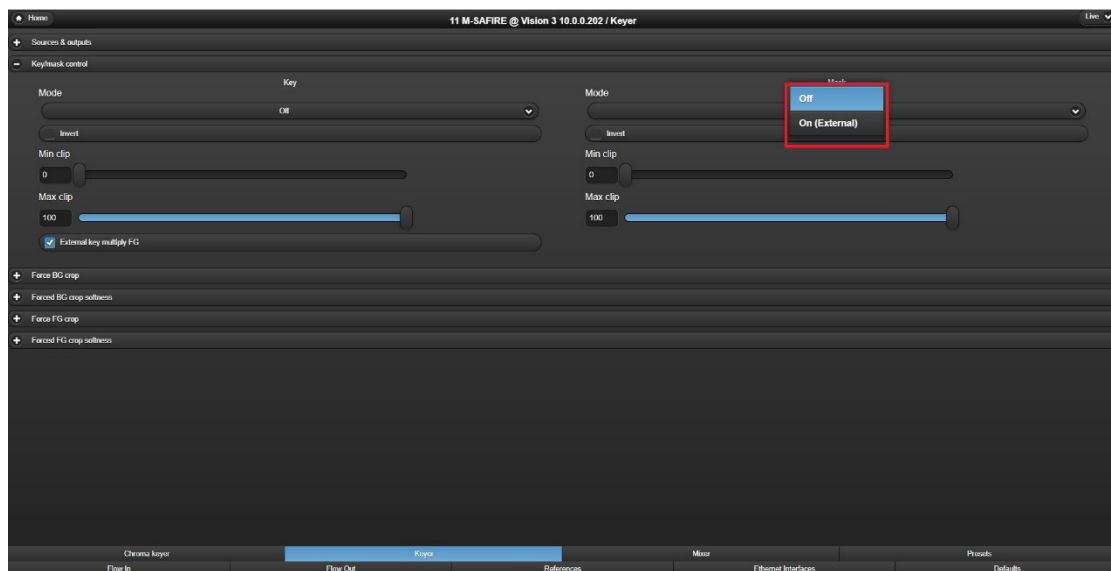 Home
11 M-SAFIRE @ Vision 3 10.0.0.202 / Keyer
Live
Sources & outputs
Key/mask control
Key
Mask
Mode
Mode
Off
Off
On (External)
Invert
Invert
Min clip
Min clip
0
0
Max clip
Max clip
100
100
External key multiply FG
Force BG crop
Forced BG crop softness
Force FG crop
Forced FG crop softness
Chroma keyer
Keyer
Mixer
Presets
Flow In
Flow Out
References
Ethernet Interfaces
Defaults